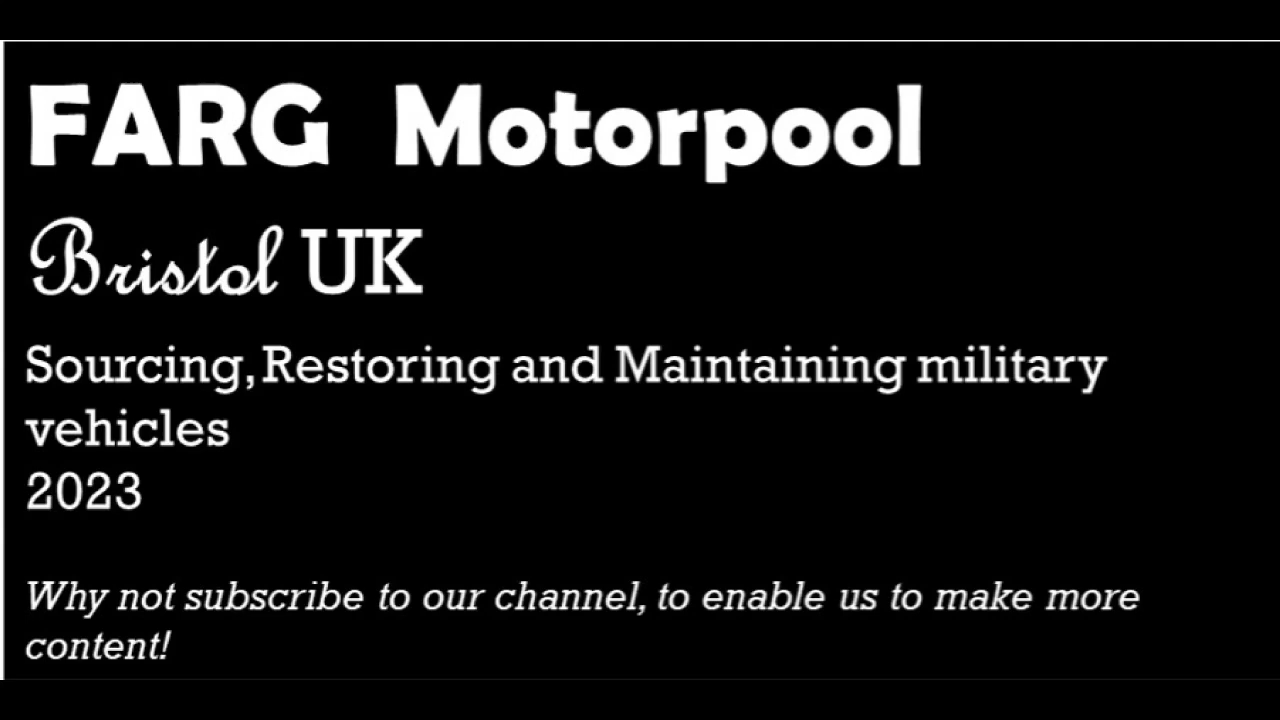 FARG Motorpool
Bristol UK
Sourcing, Restoring and Maintaining military
vehicles
2023
Why not subscribe to our channel, to enable us to make more
content!